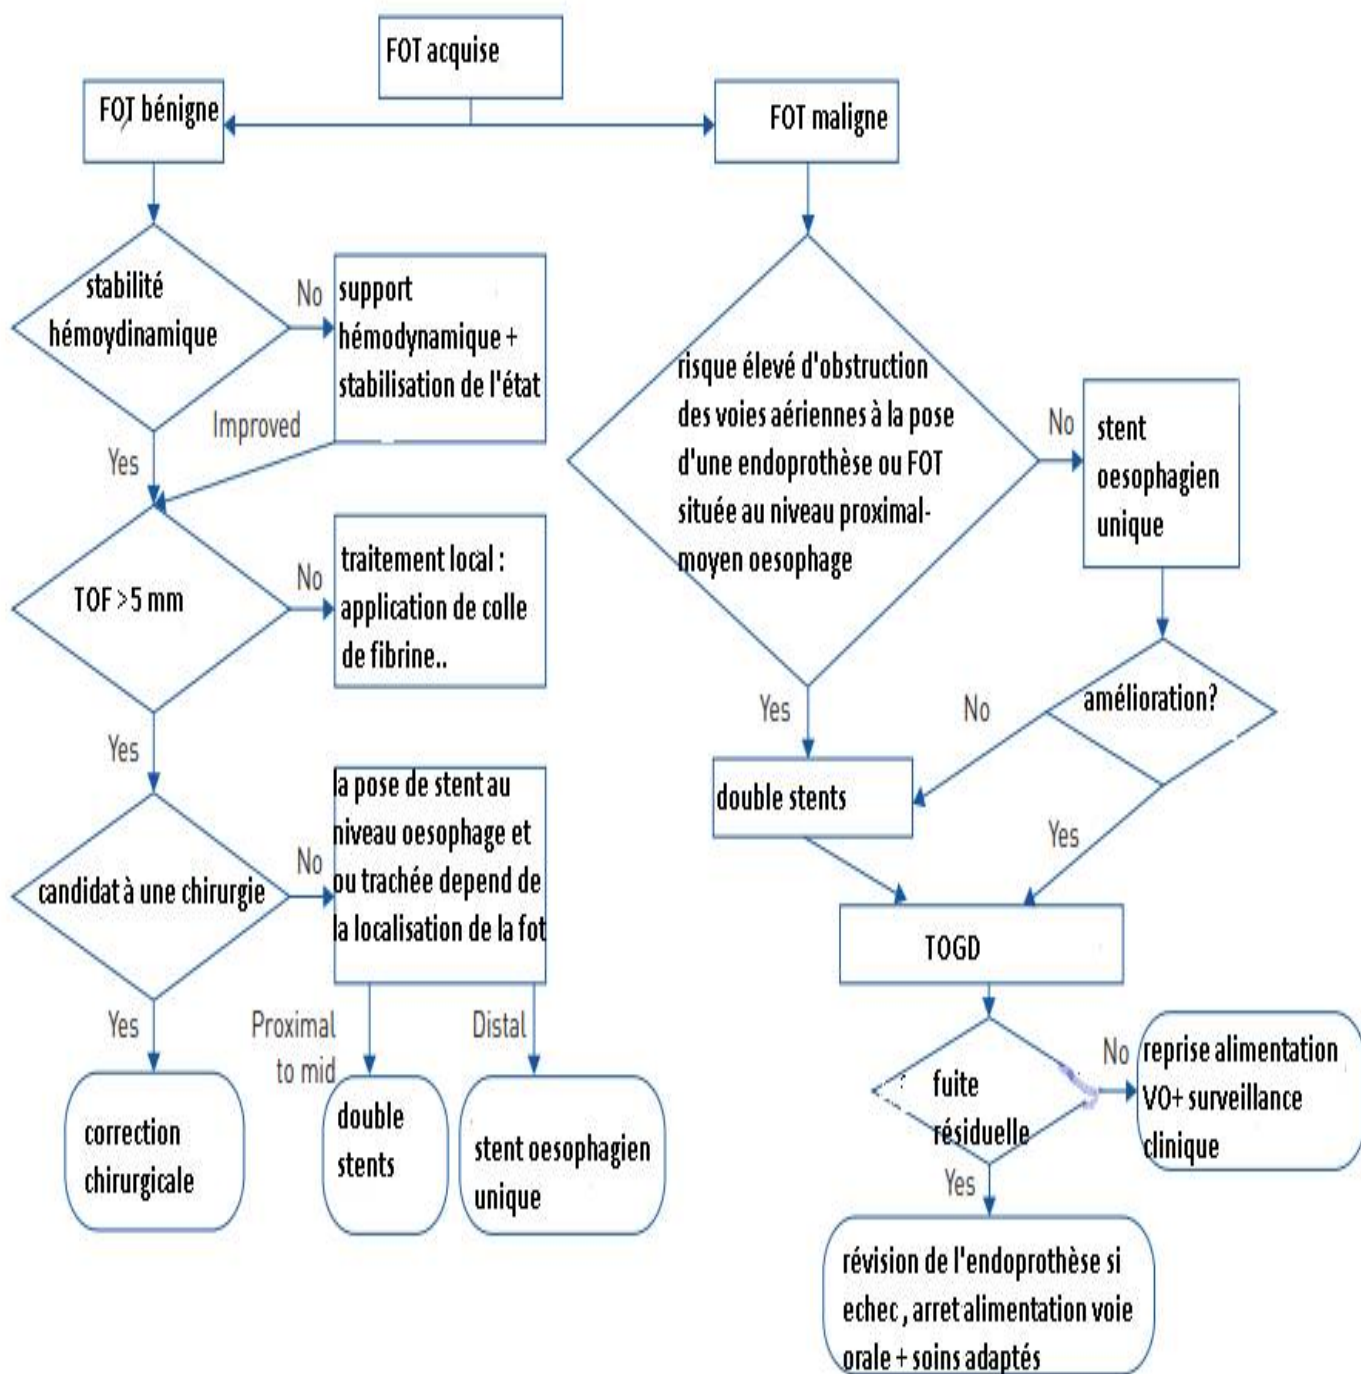 FOT acquise
FOT bénigne
FOT maligne
stabilité
hémoydinamique
No
support
hémodynamique +
stabilisation de l'état
Improved
Yes
TOF >5 mm
No
traitement local :
application de colle
de fibrine..
Yes
candidat à une chirurgie
No
la pose de stent au
niveau oesophage et
ou trachée depend de
la localisation de la fot
Yes
Proximal
to mid
Distal
correction
chirurgicale
double
stents
stent oesophagien
unique
risque élevé d'obstruction
des voies aériennes à la pose
d'une endoprothèse ou FOT
située au niveau proximal-
moyen oesophage
No
stent
oesophagien
unique
Yes
No
amélioration?
double stents
Yes
TOGD
fuite
résiduelle
No
reprise alimentation
VO+ surveillance
clinique
Yes
révision de l'endoprothèse si
echec , arret alimentation voie
orale + soins adaptés